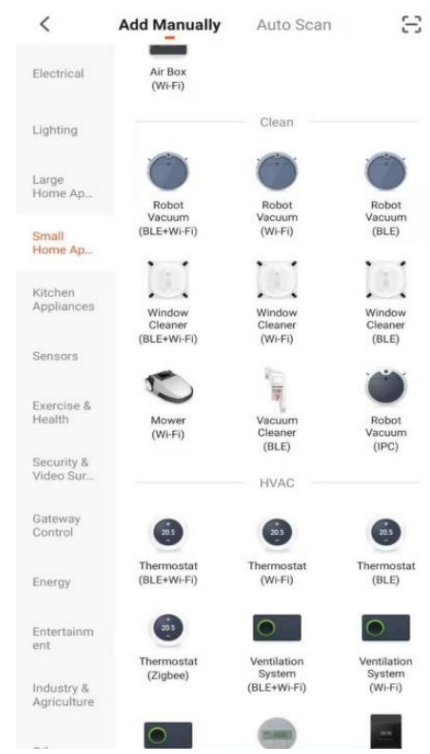 Add Manually
Auto Scan
Electrical
Lighting
Large
Home Ap...
Small
Home Ap...
Kitchen
Appliances
Sensors
Exercise &
Health
Security &
Video Sur...
Gateway
Control
Energy
Entertainm
ent
Industry &
Agriculture
Air Box
(Wi-Fi)
Clean
Robot
Vacuum
(BLE+Wi-Fi)
Robot
Vacuum
(Wi-Fi)
Robot
Vacuum
(BLE)
Window
Cleaner
(BLE+Wi-Fi)
Window
Cleaner
(Wi-Fi)
Window
Cleaner
(BLE)
Mower
(Wi-Fi)
Vacuum
Cleaner
(BLE)
Robot
Vacuum
(IPC)
HVAC
20.5
Thermostat
(BLE+Wi-Fi)
20.5
Thermostat
(Wi-Fi)
20.5
Thermostat
(BLE)
20.5
Thermostat
(Zigbee)
Ventilation
System
(BLE+Wi-Fi)
Ventilation
System
(Wi-Fi)